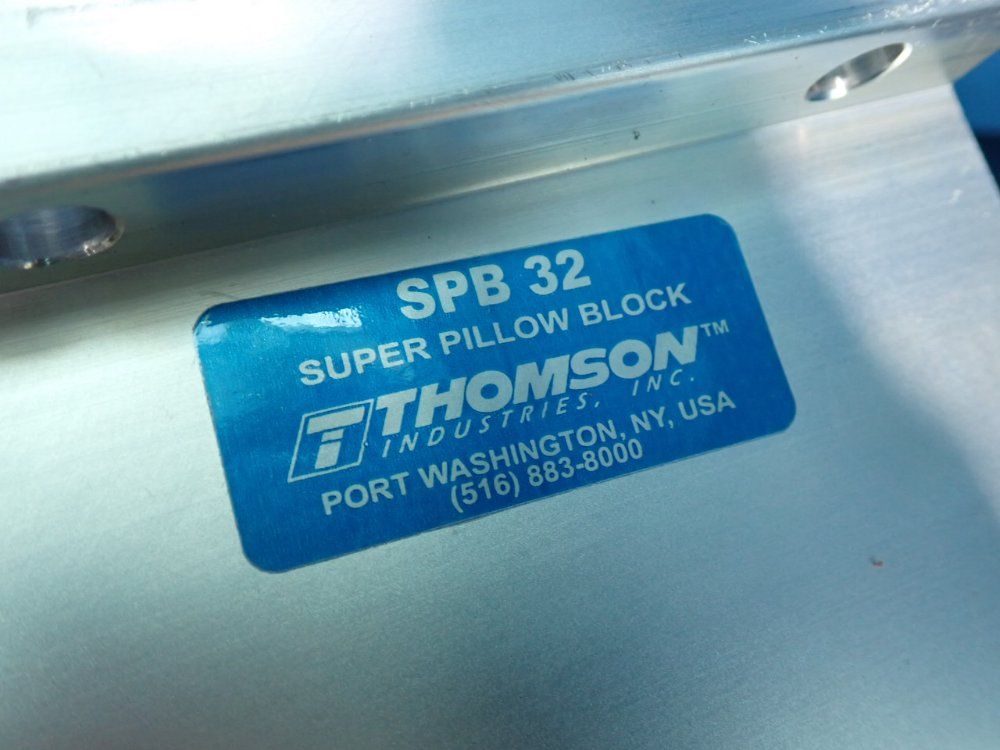 SPB 32
SUPER PILLOW BLOCK
THOMSON™
INDUSTRIES, INC.
PORT WASHINGTON, NY, USA
(516) 883-8000